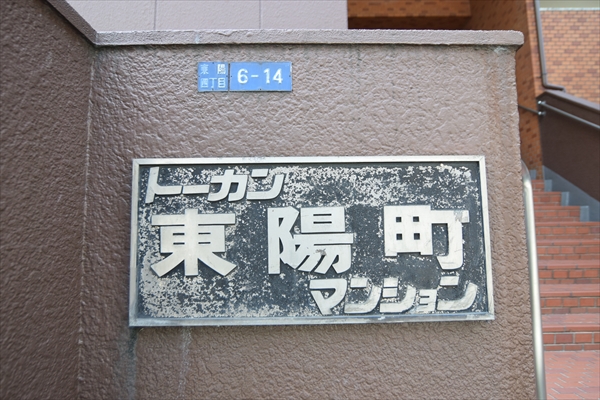 東陽
四丁目
6-14
トーカン
東陽町
マンション